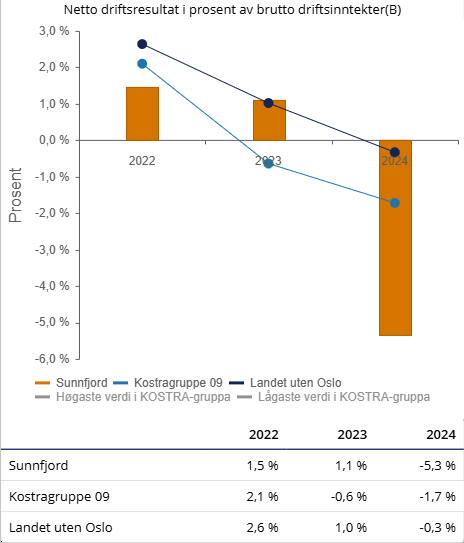 Netto driftsresultat i prosent av brutto driftsinntekter(B)
3,0 %
2,0 %
1,0 %
0,0 %
-1,0 %
-2,0 %
-3,0 %
-4,0 %
-5,0 %
-6,0 %
Prosent
2022 2023 2024
Sunnfjord Kostragruppe 09 Landet uten Oslo
Høgaste verdi i KOSTRA-gruppa Lågaste verdi i KOSTRA-gruppa
2022 2023 2024
Sunnfjord 1,5 % 1,1 % -5,3 %
Kostragruppe 09 2,1 % -0,6 % -1,7 %
Landet uten Oslo 2,6 % 1,0 % -0,3 %